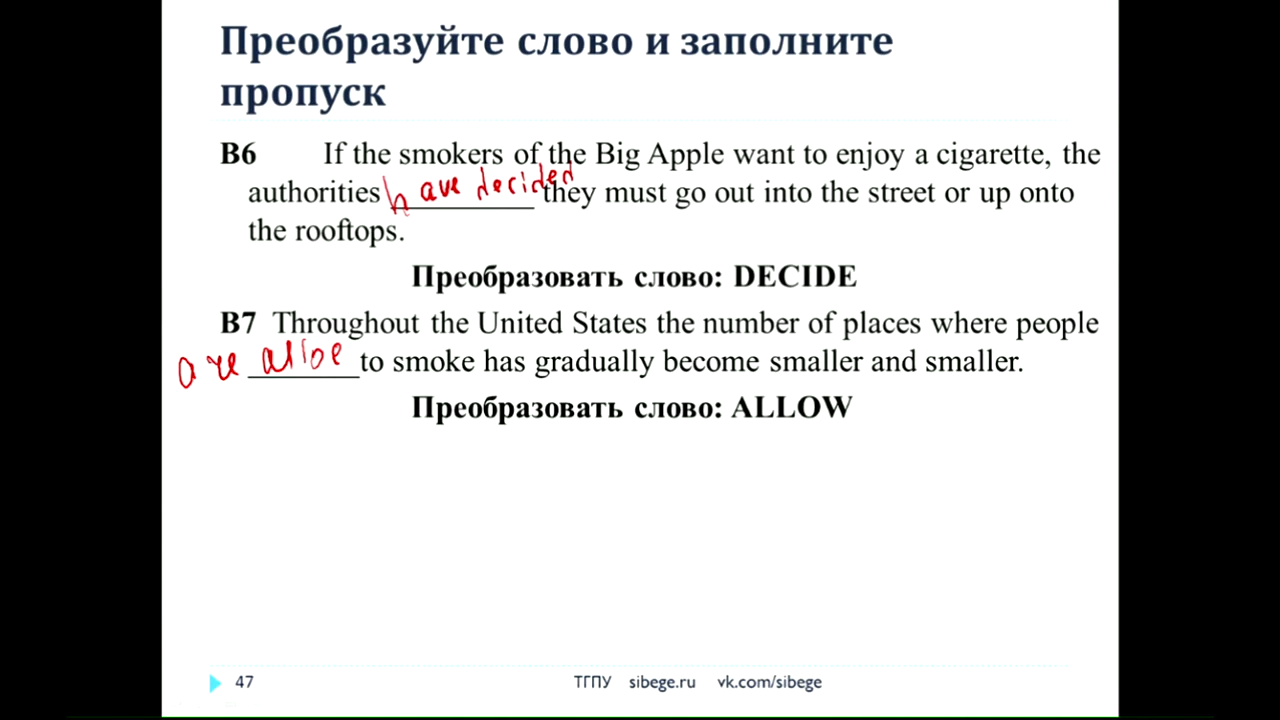 Преобразуйте слово и заполните
пропуск
B6 If the smokers of the Big Apple want to enjoy a cigarette, the
authorities have decided they must go out into the street or up onto
the rooftops.
Преобразовать слово: DECIDE
B7 Throughout the United States the number of places where people
are alloe to smoke has gradually become smaller and smaller.
Преобразовать слово: ALLOW
47 ТГПУ sibege.ru vk.com/sibege